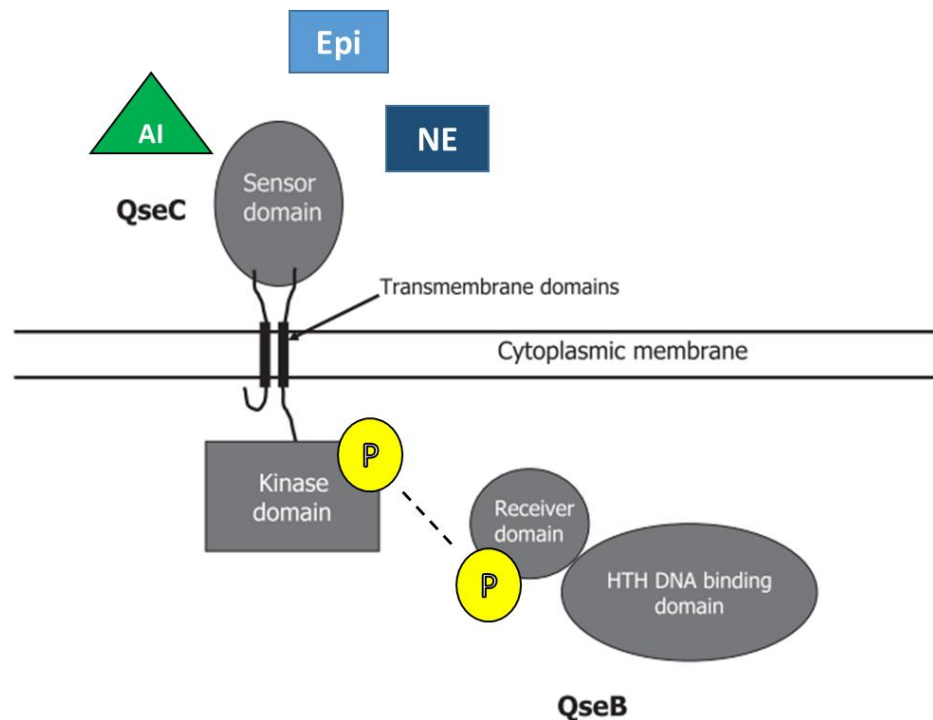 Epi
AI
NE
Sensor
domain
QseC
Transmembrane domains
Cytoplasmic membrane
P
Kinase
domain
Receiver
domain
P
HTH DNA binding
domain
QseB